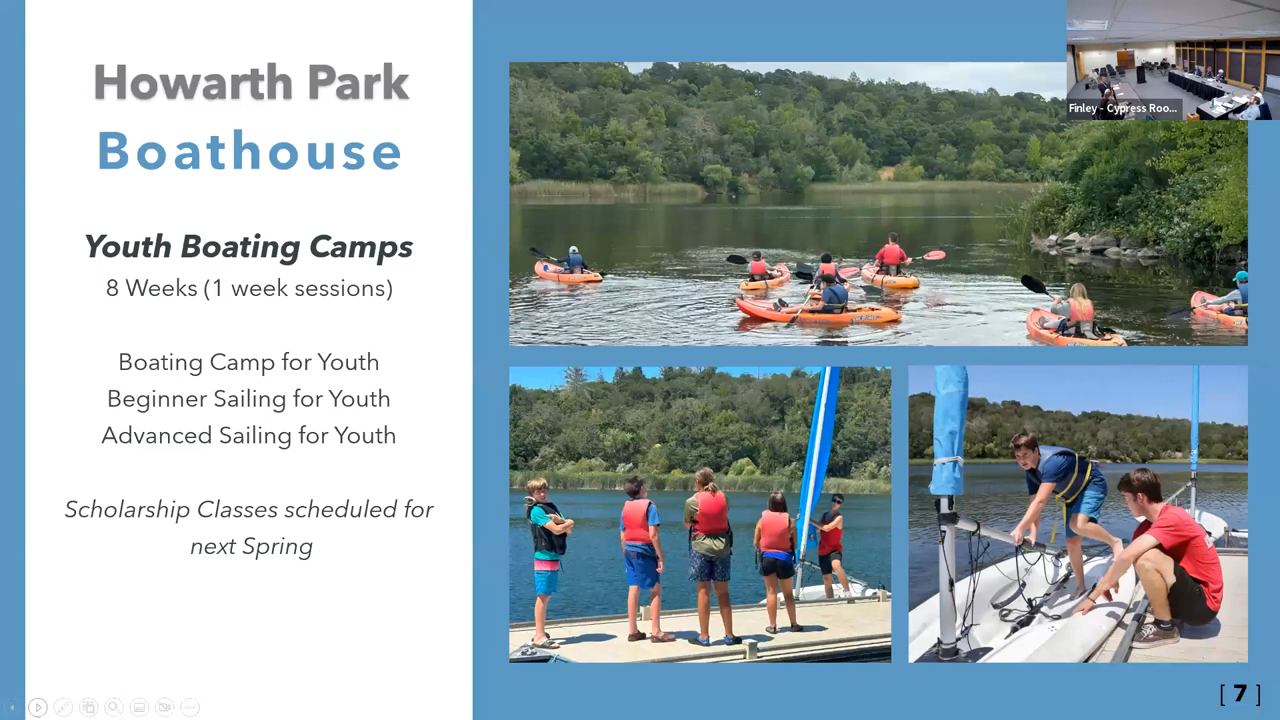 Howarth Park
Boathouse
Youth Boating Camps
8 Weeks (1 week sessions)
Boating Camp for Youth
Beginner Sailing for Youth
Advanced Sailing for Youth
Scholarship Classes scheduled for
next Spring
Finley - Cypress Roo...
[ 7 ]